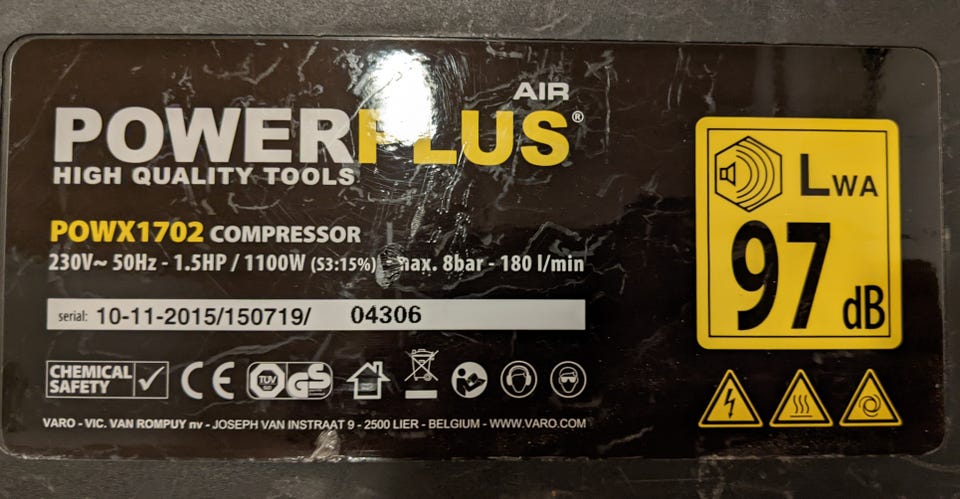 AIR
POWERPLUS®
HIGH QUALITY TOOLS
POWX1702 COMPRESSOR
230V~ 50Hz - 1.5HP / 1100W (S3:15%) - max. 8bar - 180 l/min
serial: 10-11-2015/150719/ 04306
CHEMICAL
SAFETY
CE
TÜV
GS
VARO - VIC. VAN ROMPUY nv - JOSEPH VAN INSTRAAT 9 - 2500 LIER - BELGIUM - WWW.VARO.COM
LWA
97
dB